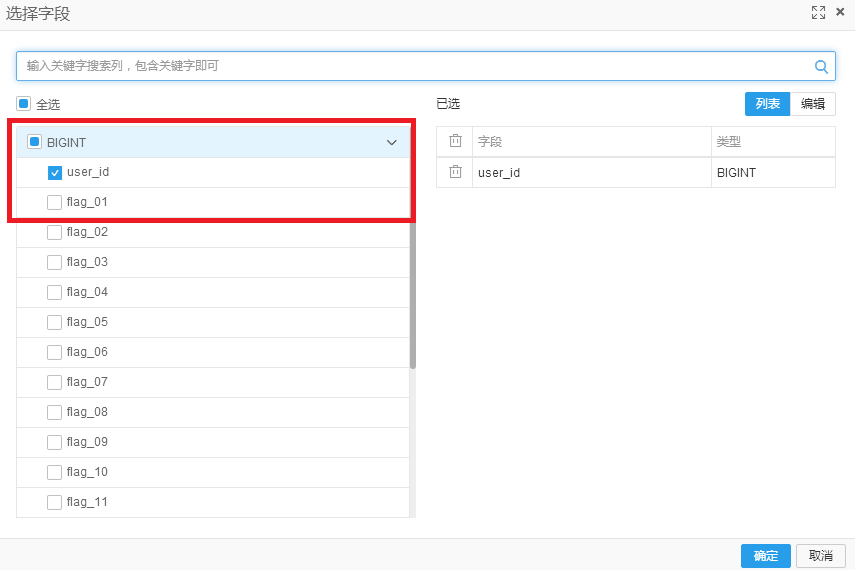 选择字段
输入关键字搜索列，包含关键字即可
全选
BIGINT
user_id
flag_01
flag_02
flag_03
flag_04
flag_05
flag_06
flag_07
flag_08
flag_09
flag_10
flag_11
已选
列表 编辑
字段 类型
user_id BIGINT
确定 取消